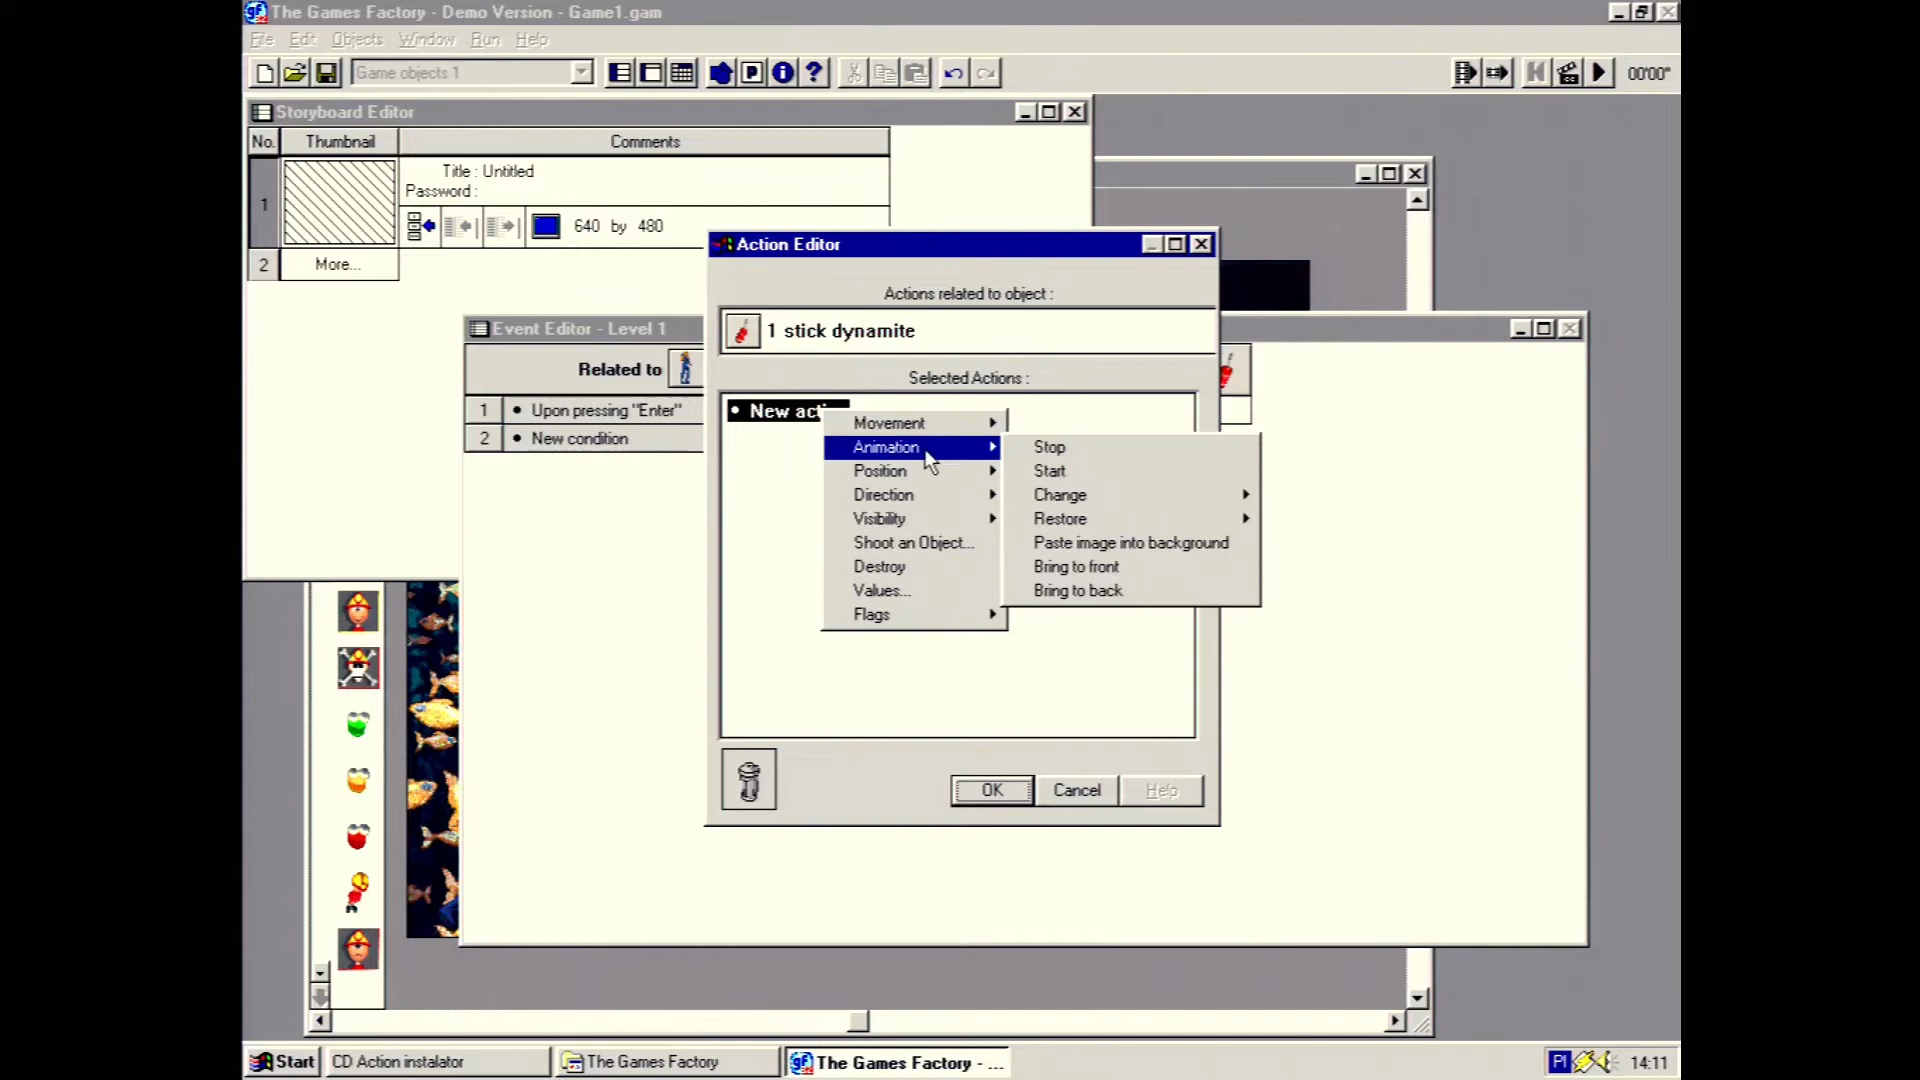 The Games Factory - Demo Version - Game1.gam
File Edit Objects Window Run Help
Game objects 1
00'00"
Storyboard Editor
No. Thumbnail Comments
1
Title : Untitled
Password :
640 by 480
2 More...
Action Editor
Actions related to object :
1 stick dynamite
Selected Actions :
Event Editor - Level 1
Related to
1 • Upon pressing "Enter"
2 • New condition
• New acti
Movement
Animation
Position
Direction
Visibility
Shoot an Object...
Destroy
Values...
Flags
Stop
Start
Change
Restore
Paste image into background
Bring to front
Bring to back
OK Cancel Help
Start CD Action instalator The Games Factory The Games Factory - ... Pl 14:11